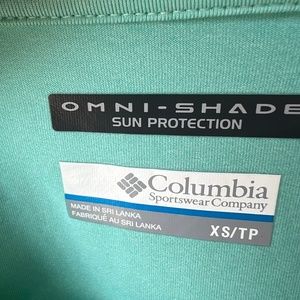 OMNI-SHADE
SUN PROTECTION
Columbia
Sportswear Company
MADE IN SRI LANKA
FABRIQUÉ AU SRI LANKA
XS/TP